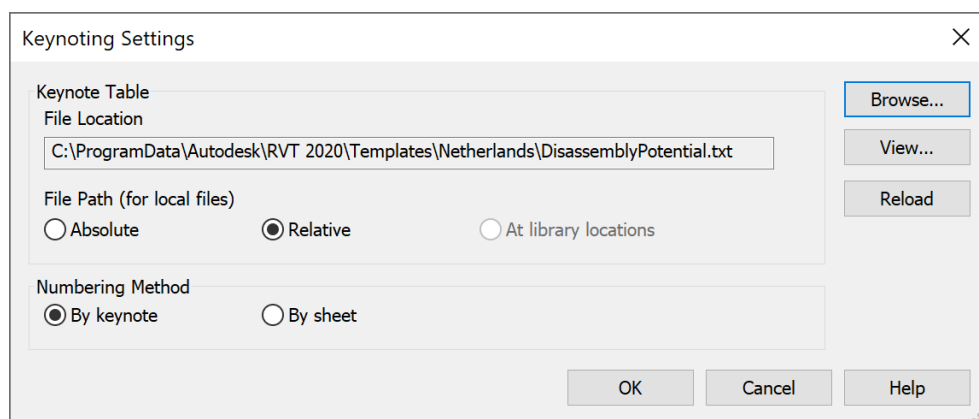 Keynoting Settings
Keynote Table
File Location
C:\ProgramData\Autodesk\RVT 2020\Templates\Netherlands\DisassemblyPotential.txt
File Path (for local files)
Absolute Relative At library locations
Numbering Method
By keynote By sheet
Browse...
View...
Reload
OK Cancel Help